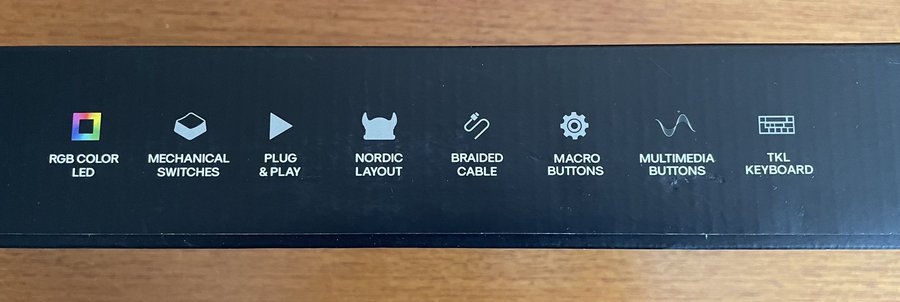 RGB COLOR
LED
MECHANICAL
SWITCHES
PLUG
& PLAY
NORDIC
LAYOUT
BRAIDED
CABLE
MACRO
BUTTONS
MULTIMEDIA
BUTTONS
TKL
KEYBOARD